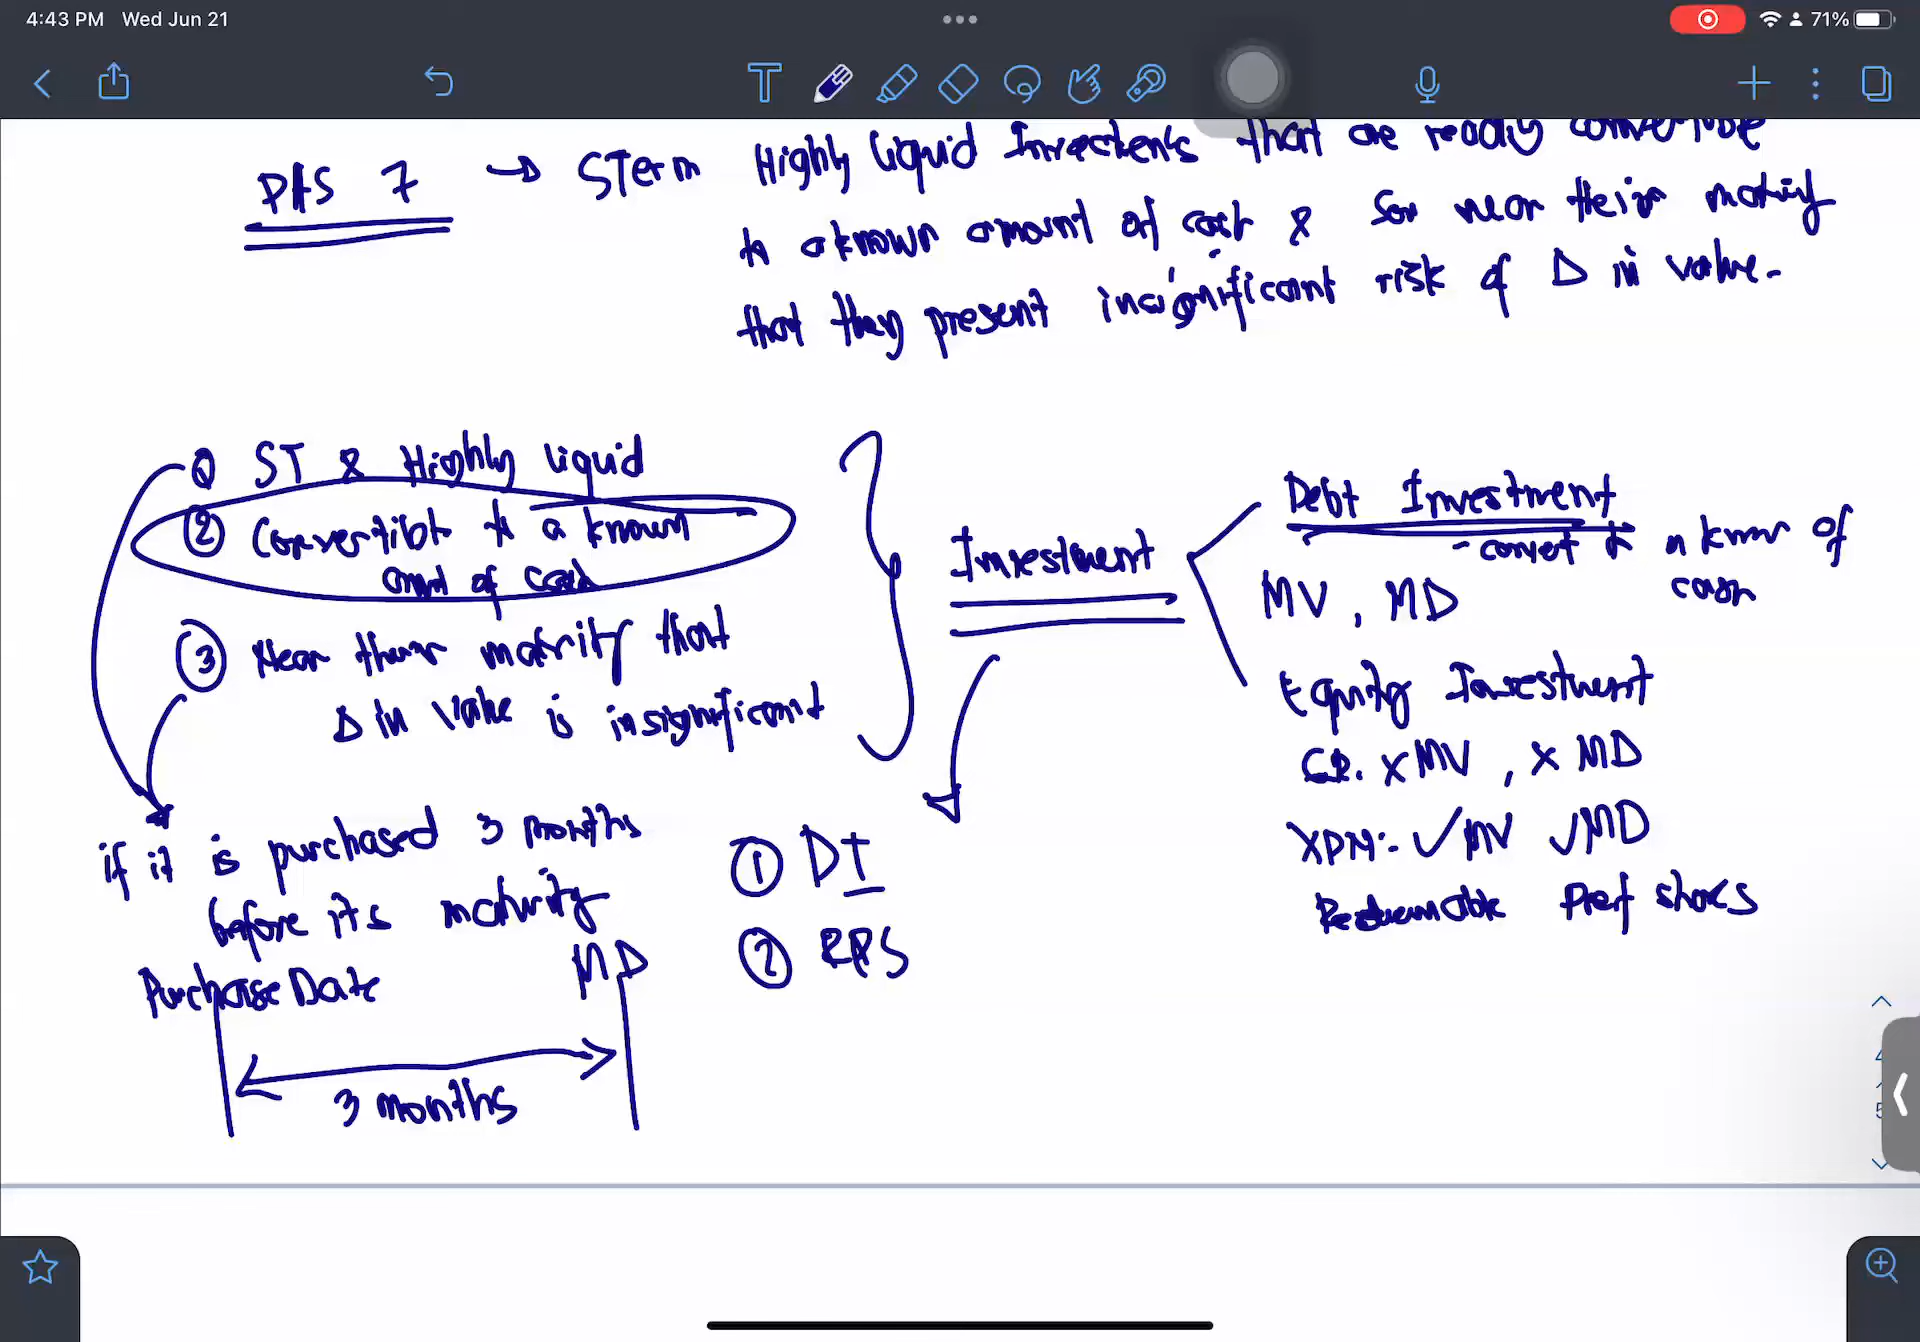 4:43 PM Wed Jun 21
71%
PAS 7 → STerm Highly liquid Investments that are readily convertible
to a known amount of cash & so near their maturity
that they present insignificant risk of Δ in value.
① ST & Highly liquid
② Convertible to a known
amt of cash
③ Near their maturity that
Δ in value is insignificant
if it is purchased 3 months
before its maturity
Purchase Date MD
3 months
Investment
① DI
② RPS
Debt Investment
- convert to a know of
cash
MV, MD
Equity Investment
X MV, X MD
XPN:- ✓MV ✓MD
Redeemable Pref shares